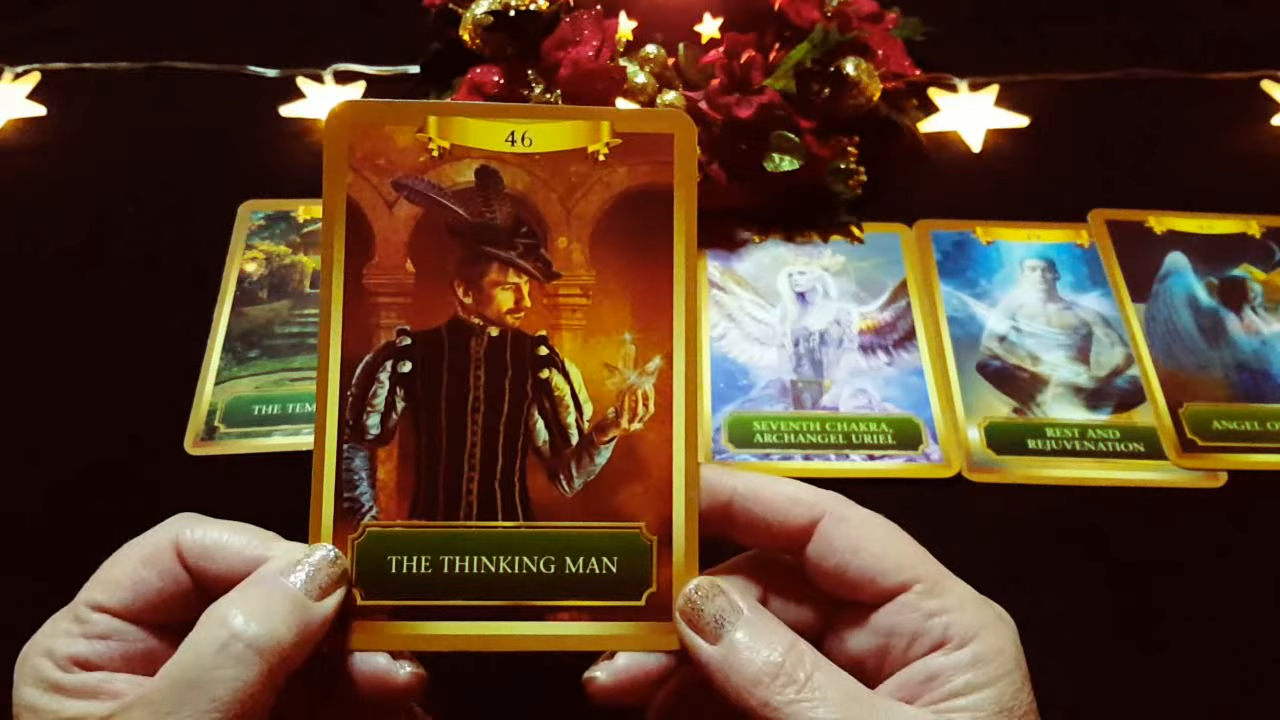 46
THE THINKING MAN
THE TEM
SEVENTH CHAKRA,
ARCHANGEL URIEL
REST AND
REJUVENATION
ANGEL O